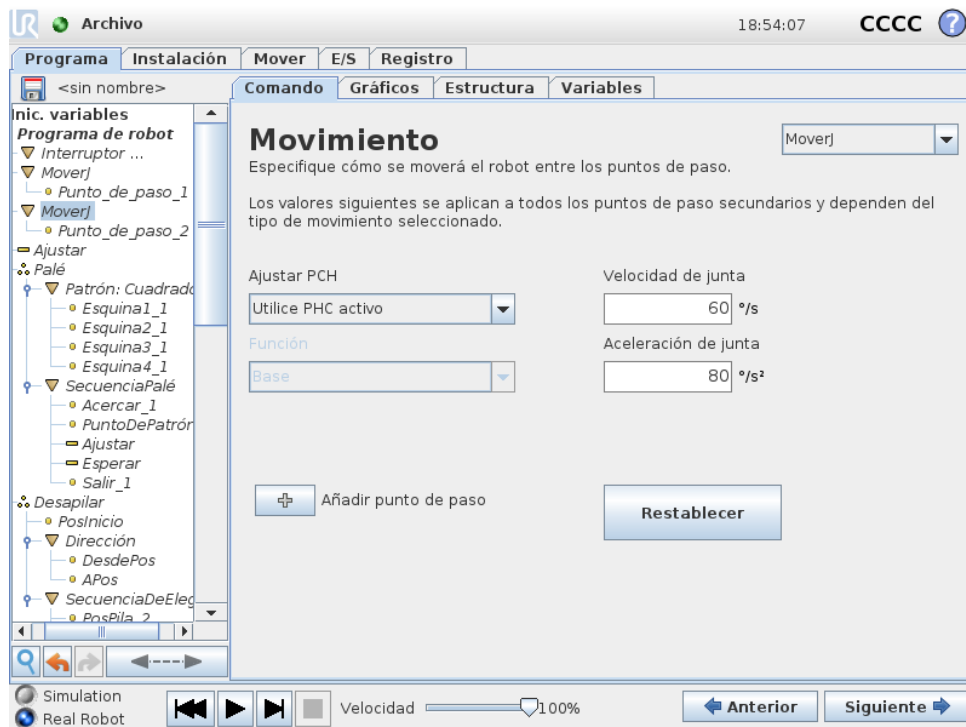 UR Archivo 18:54:07 CCCC ?
Programa Instalación Mover E/S Registro
<sin nombre> Comando Gráficos Estructura Variables
Inic. variables
Programa de robot
Interruptor ...
MoverJ
Punto_de_paso_1
MoverJ
Punto_de_paso_2
Ajustar
Palé
Patrón: Cuadrado
Esquina1_1
Esquina2_1
Esquina3_1
Esquina4_1
SecuenciaPalé
Acercar_1
PuntoDePatrón
Ajustar
Esperar
Salir_1
Desapilar
PosInicio
Dirección
DesdePos
APos
SecuenciaDeEleg
PosPila_2
Movimiento MoverJ
Especifique cómo se moverá el robot entre los puntos de paso.
Los valores siguientes se aplican a todos los puntos de paso secundarios y dependen del
tipo de movimiento seleccionado.
Ajustar PCH Velocidad de junta
Utilice PHC activo 60 °/s
Función Aceleración de junta
Base 80 °/s²
Añadir punto de paso Restablecer
Simulation
Real Robot
Velocidad 100% Anterior Siguiente